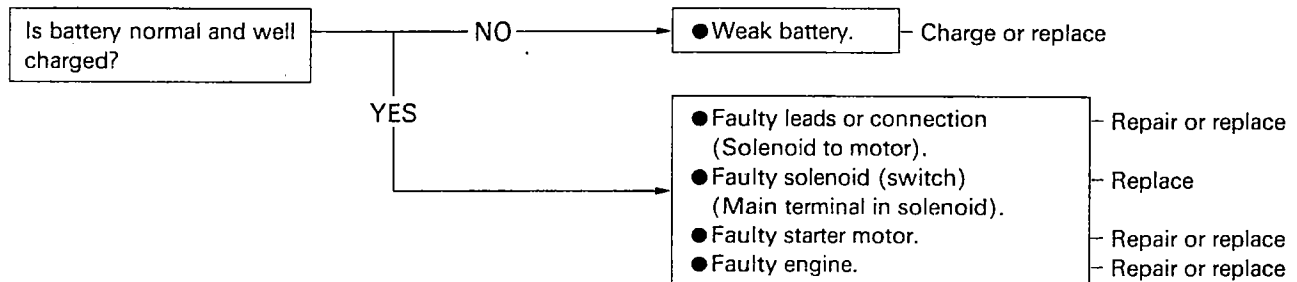 Is battery normal and well
charged?
NO
● Weak battery.
Charge or replace
YES
● Faulty leads or connection
(Solenoid to motor).
Repair or replace
● Faulty solenoid (switch)
(Main terminal in solenoid).
Replace
● Faulty starter motor.
Repair or replace
● Faulty engine.
Repair or replace